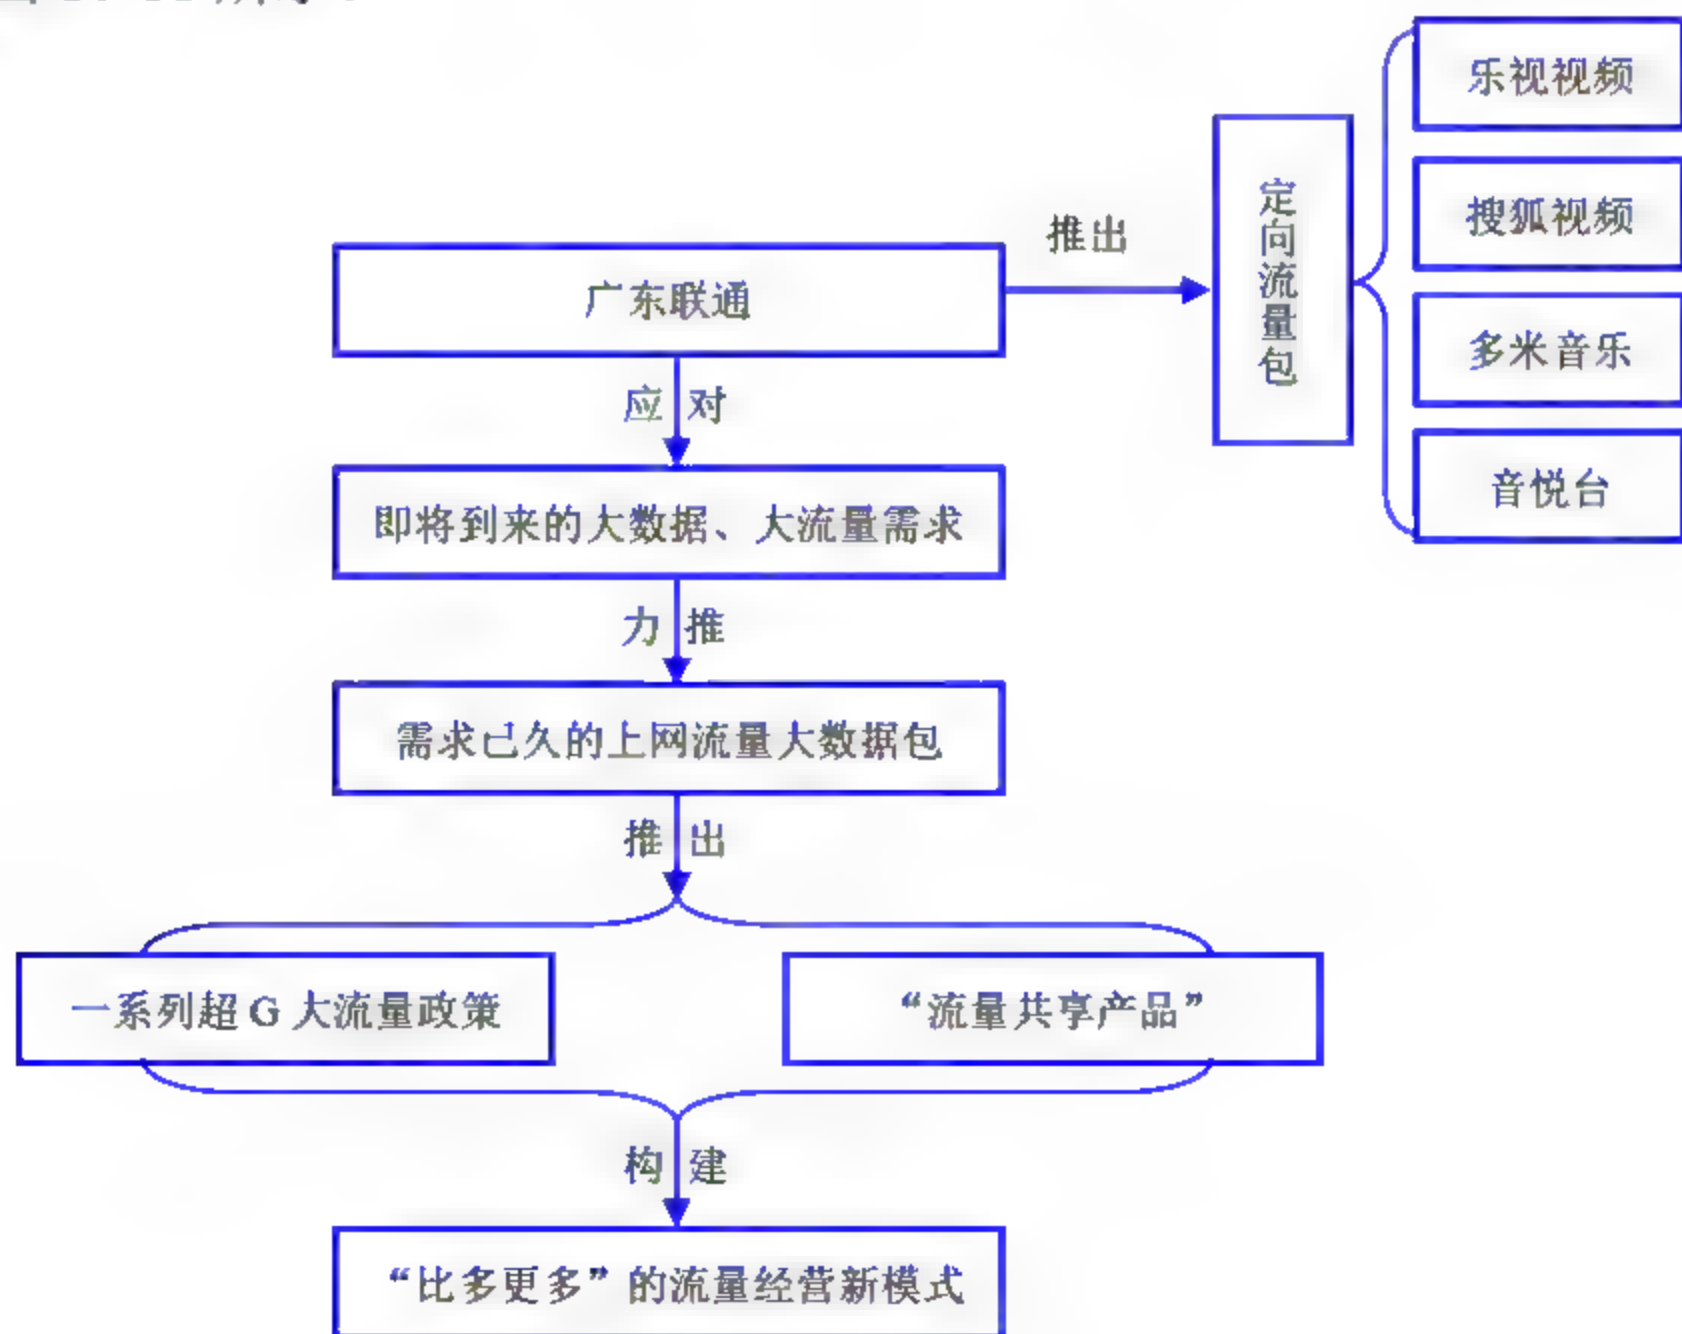 乐视视频
搜狐视频
多米音乐
音悦台
定向流量包
推出
广东联通
应对
即将到来的大数据、大流量需求
力推
需求已久的上网流量大数据包
推出
一系列超G大流量政策
“流量共享产品”
构建
“比多更多”的流量经营新模式